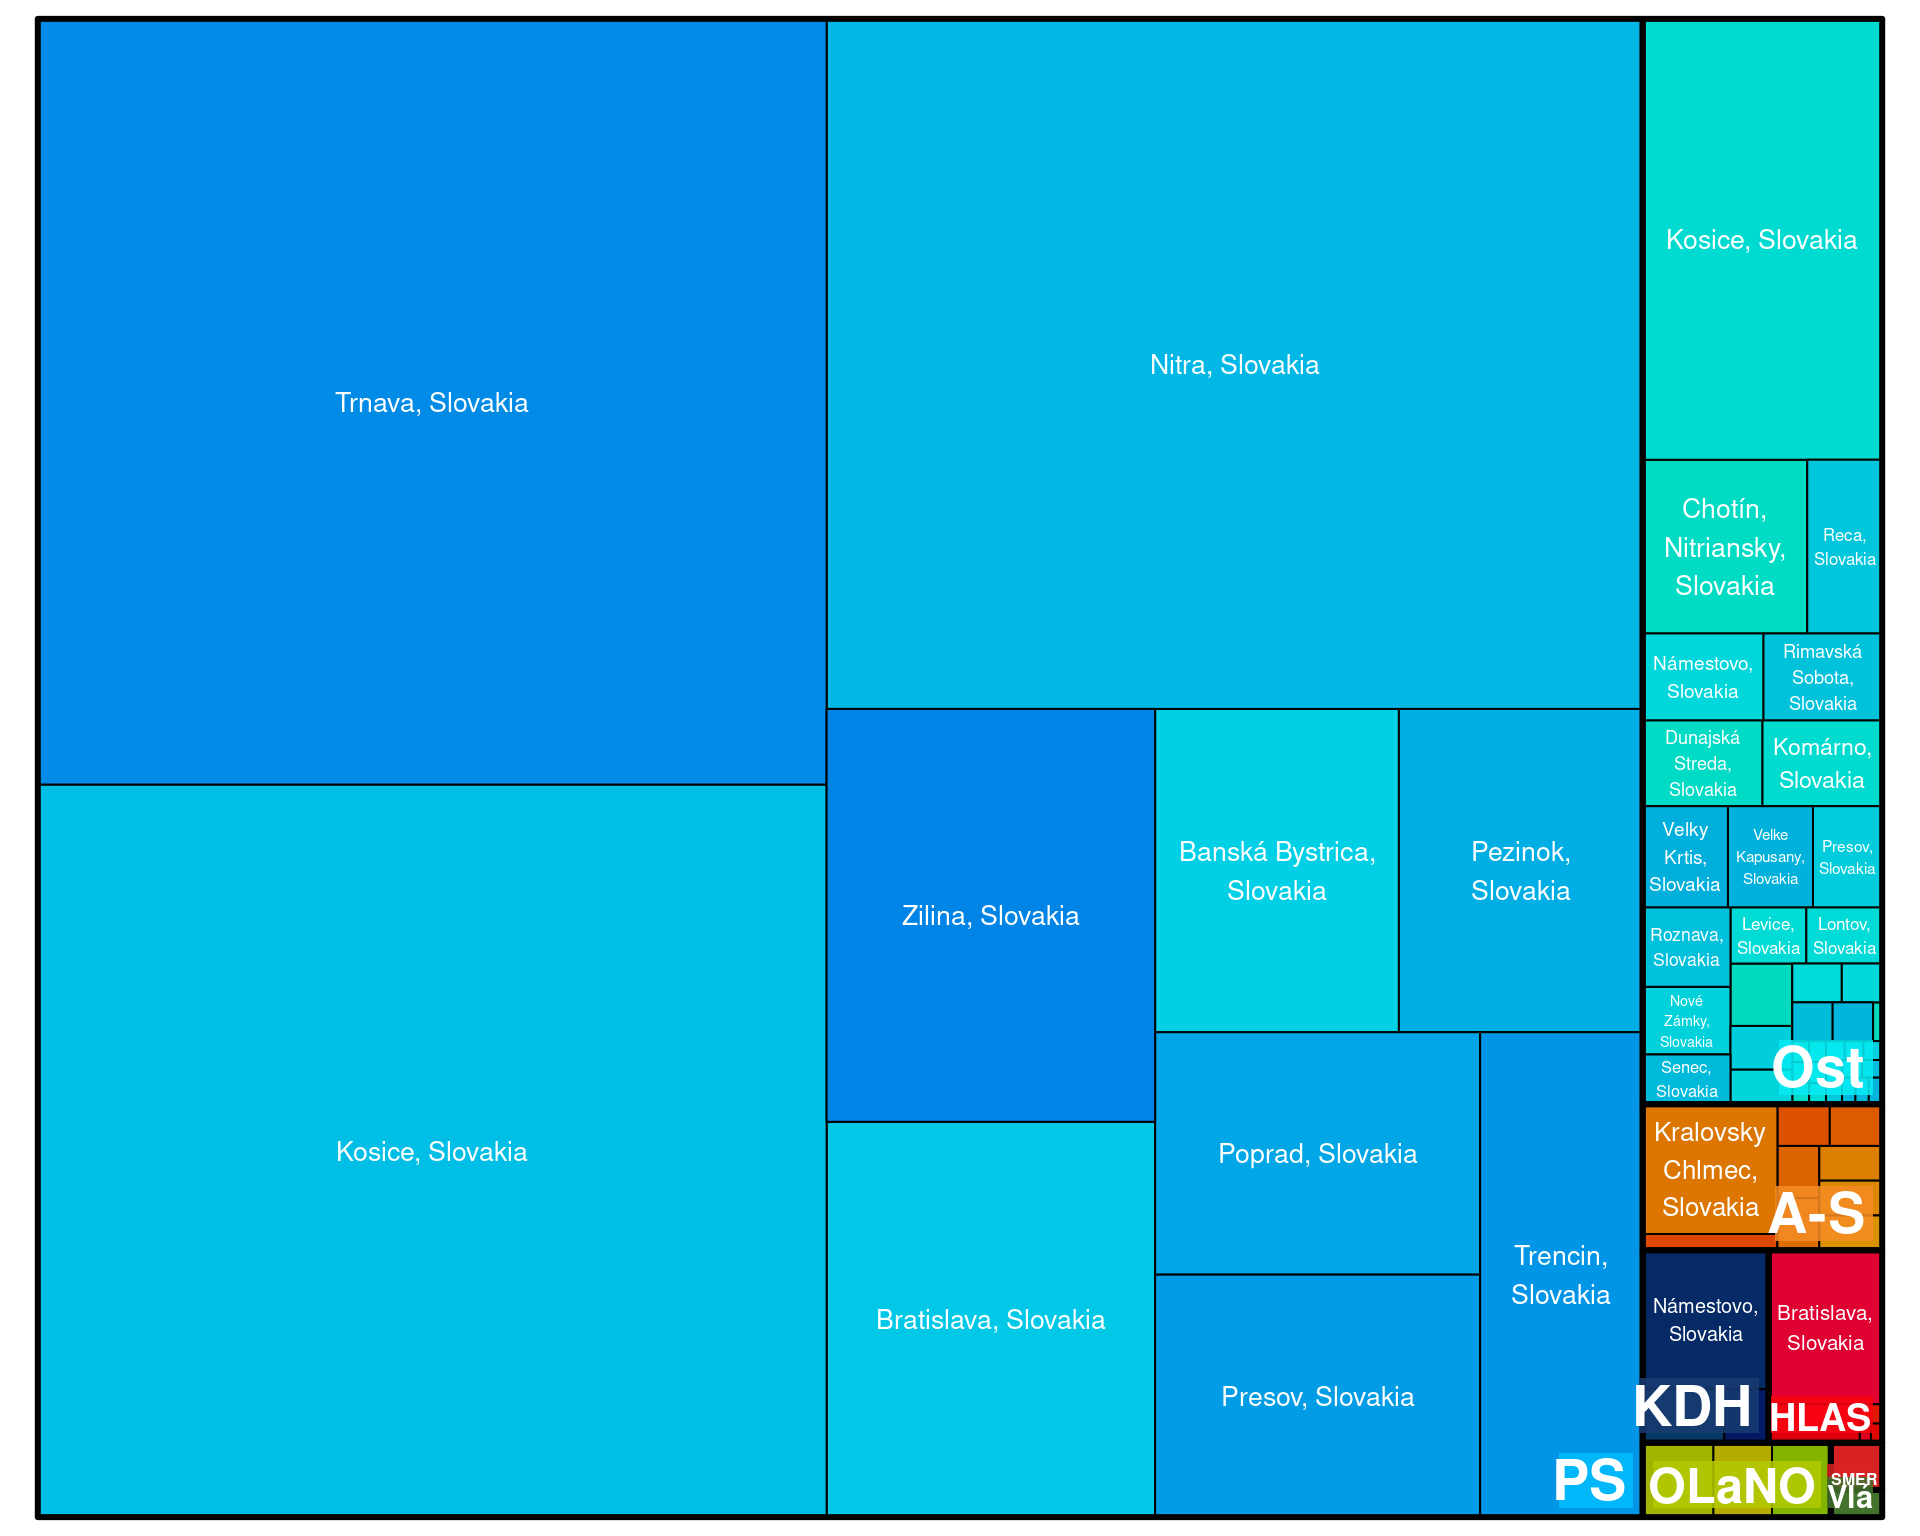 Trnava, Slovakia
Kosice, Slovakia
Nitra, Slovakia
Zilina, Slovakia
Bratislava, Slovakia
Banská Bystrica,
Slovakia
Pezinok,
Slovakia
Poprad, Slovakia
Presov, Slovakia
Trencin,
Slovakia
PS
Kosice, Slovakia
Chotín,
Nitriansky,
Slovakia
Reca,
Slovakia
Námestovo,
Slovakia
Rimavská
Sobota,
Slovakia
Dunajská
Streda,
Slovakia
Komárno,
Slovakia
Velky
Krtis,
Slovakia
Velke
Kapusany,
Slovakia
Presov,
Slovakia
Roznava,
Slovakia
Levice,
Slovakia
Lontov,
Slovakia
Nové
Zámky,
Slovakia
Senec,
Slovakia
Ost
Kralovsky
Chlmec,
Slovakia
A-S
Námestovo,
Slovakia
KDH
Bratislava,
Slovakia
HLAS
OLaNO
SMER
Vlá